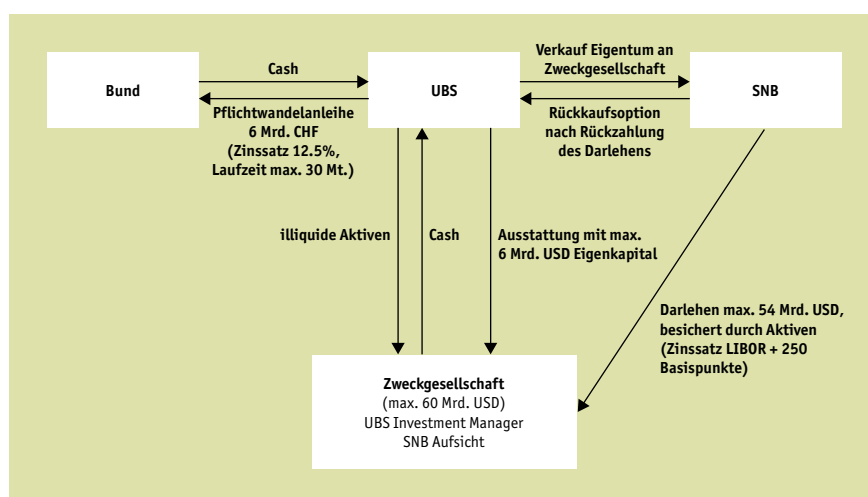 Bund
Cash
Pflichtwandelanleihe
6 Mrd. CHF
(Zinssatz 12.5%,
Laufzeit max. 30 Mt.)
UBS
Verkauf Eigentum an
Zweckgesellschaft
Rückkaufsoption
nach Rückzahlung
des Darlehens
SNB
illiquide Aktiven
Cash
Ausstattung mit max.
6 Mrd. USD Eigenkapital
Darlehen max. 54 Mrd. USD,
besichert durch Aktiven
(Zinssatz LIBOR + 250
Basispunkte)
Zweckgesellschaft
(max. 60 Mrd. USD)
UBS Investment Manager
SNB Aufsicht